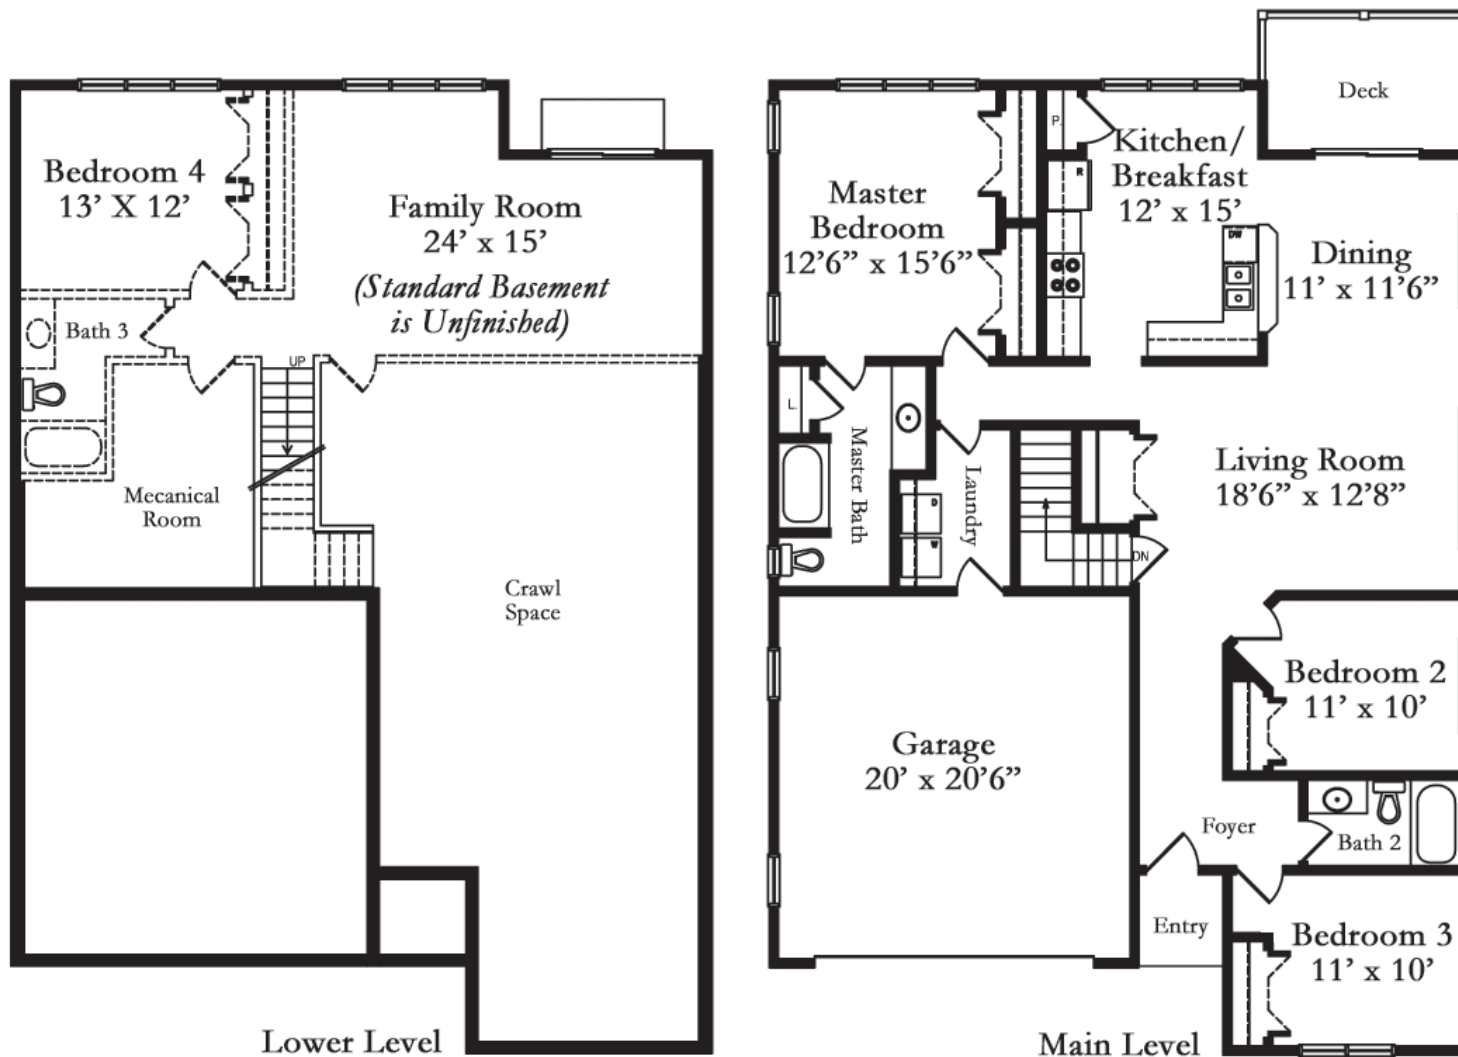 Bedroom 4
13’ X 12’
Family Room
24’ x 15’
(Standard Basement
is Unfinished)
Bath 3
UP
Mecanical
Room
Crawl
Space
Lower Level
Deck
P.
Kitchen/
Breakfast
12’ x 15’
R
Master
Bedroom
12’6” x 15’6”
DW
Dining
11’ x 11’6”
L.
Master Bath
Laundry
D
W
Living Room
18’6” x 12’8”
DN
Bedroom 2
11’ x 10’
Garage
20’ x 20’6”
Foyer
Bath 2
Entry
Bedroom 3
11’ x 10’
Main Level